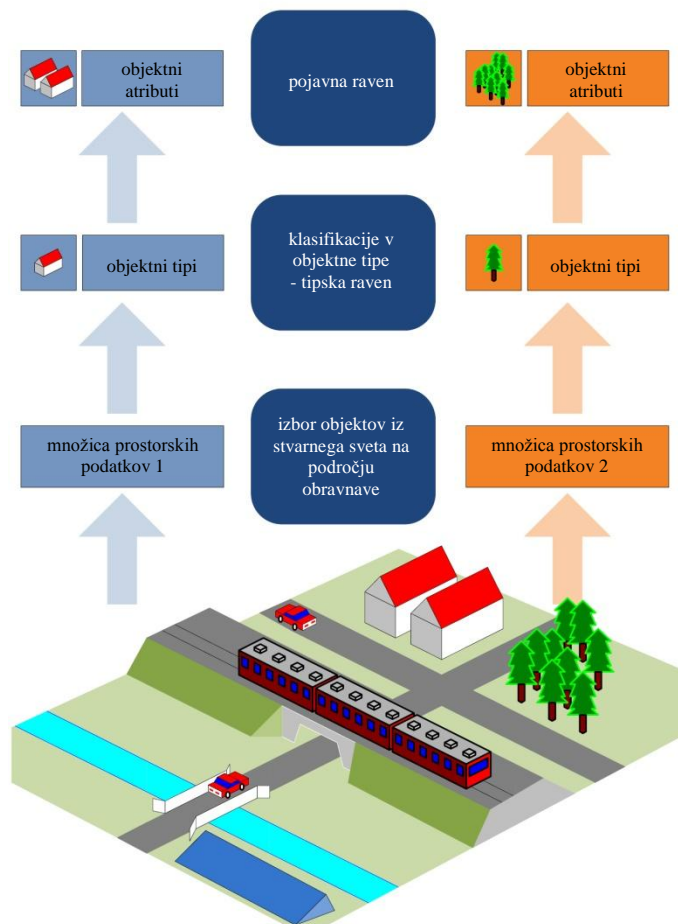 objektni
atributi
pojavna raven
objektni
atributi
objektni tipi
klasifikacije v
objektne tipe
- tipska raven
objektni tipi
množica prostorskih
podatkov 1
izbor objektov iz
stvarnega sveta na
področju
obravnave
množica prostorskih
podatkov 2